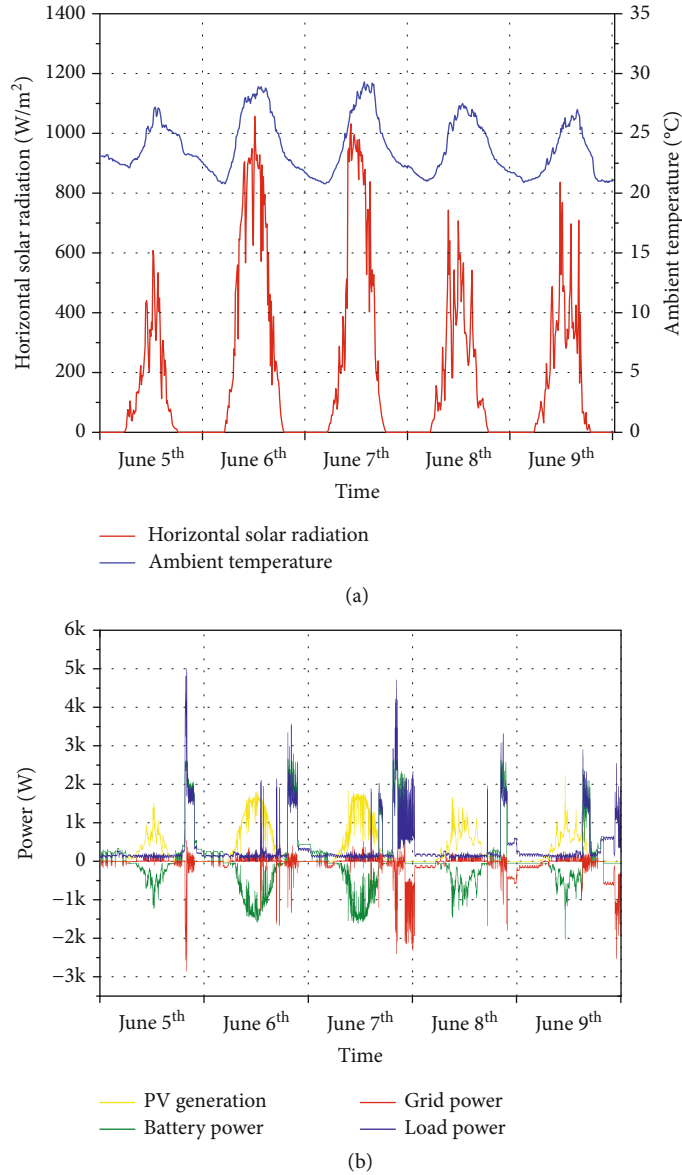 1400
1200
1000
800
600
400
200
0
Horizontal solar radiation (W/m²)
35
30
25
20
15
10
5
0
Ambient temperature (°C)
June 5th June 6th June 7th June 8th June 9th
Time
Horizontal solar radiation
Ambient temperature
(a)
6k
5k
4k
3k
2k
1k
0
−1k
−2k
−3k
Power (W)
June 5th June 6th June 7th June 8th June 9th
Time
PV generation Grid power
Battery power Load power
(b)